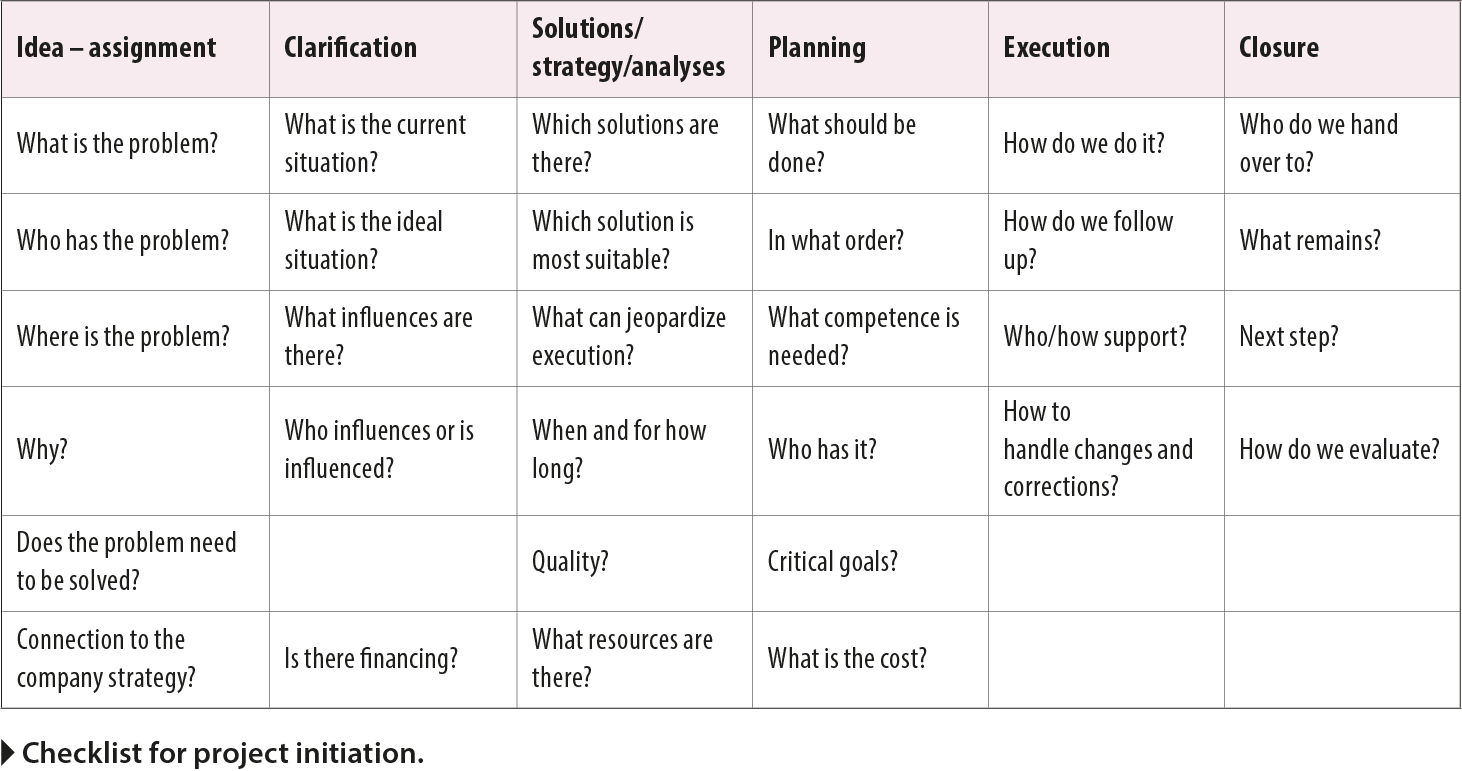 Idea – assignment
Clarification
Solutions/
strategy/analyses
Planning
Execution
Closure
What is the problem?
What is the current
situation?
Which solutions are
there?
What should be
done?
How do we do it?
Who do we hand
over to?
Who has the problem?
What is the ideal
situation?
Which solution is
most suitable?
In what order?
How do we follow
up?
What remains?
Where is the problem?
What influences are
there?
What can jeopardize
execution?
What competence is
needed?
Who/how support?
Next step?
Why?
Who influences or is
influenced?
When and for how
long?
Who has it?
How to
handle changes and
corrections?
How do we evaluate?
Does the problem need
to be solved?
Quality?
Critical goals?
Connection to the
company strategy?
Is there financing?
What resources are
there?
What is the cost?
Checklist for project initiation.